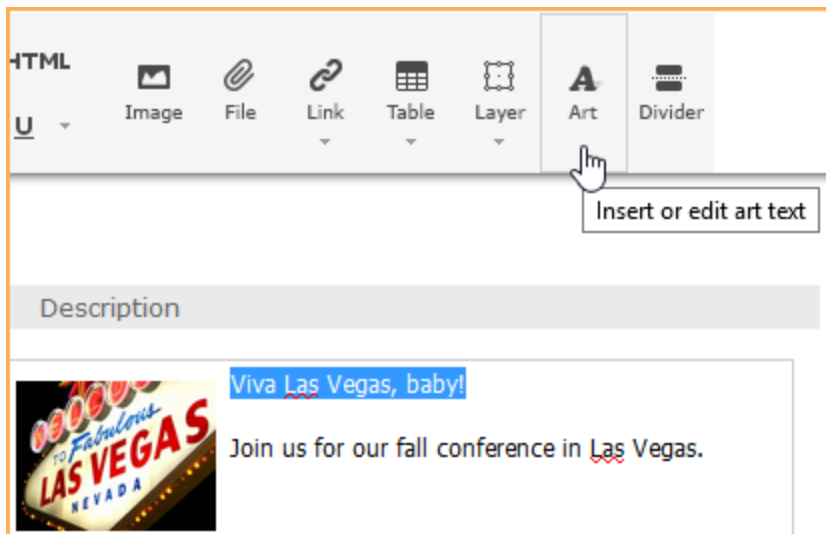 HTML
U
Image
File
Link
Table
Layer
Art
Divider
Insert or edit art text
Description
Viva Las Vegas, baby!
WELCOME
TO Fabulous
LAS VEGAS
NEVADA
Join us for our fall conference in Las Vegas.